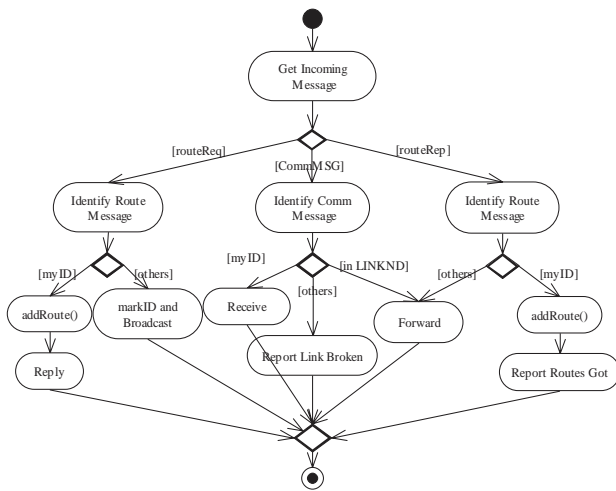 Get Incoming
Message
[routeReq]
[CommMSG]
[routeRep]
Identify Route
Message
Identify Comm
Message
Identify Route
Message
[myID]
[others]
[myID]
[others]
[in LINKND]
[others]
[myID]
addRoute()
markID and
Broadcast
Receive
Forward
addRoute()
Reply
Report Link Broken
Report Routes Got